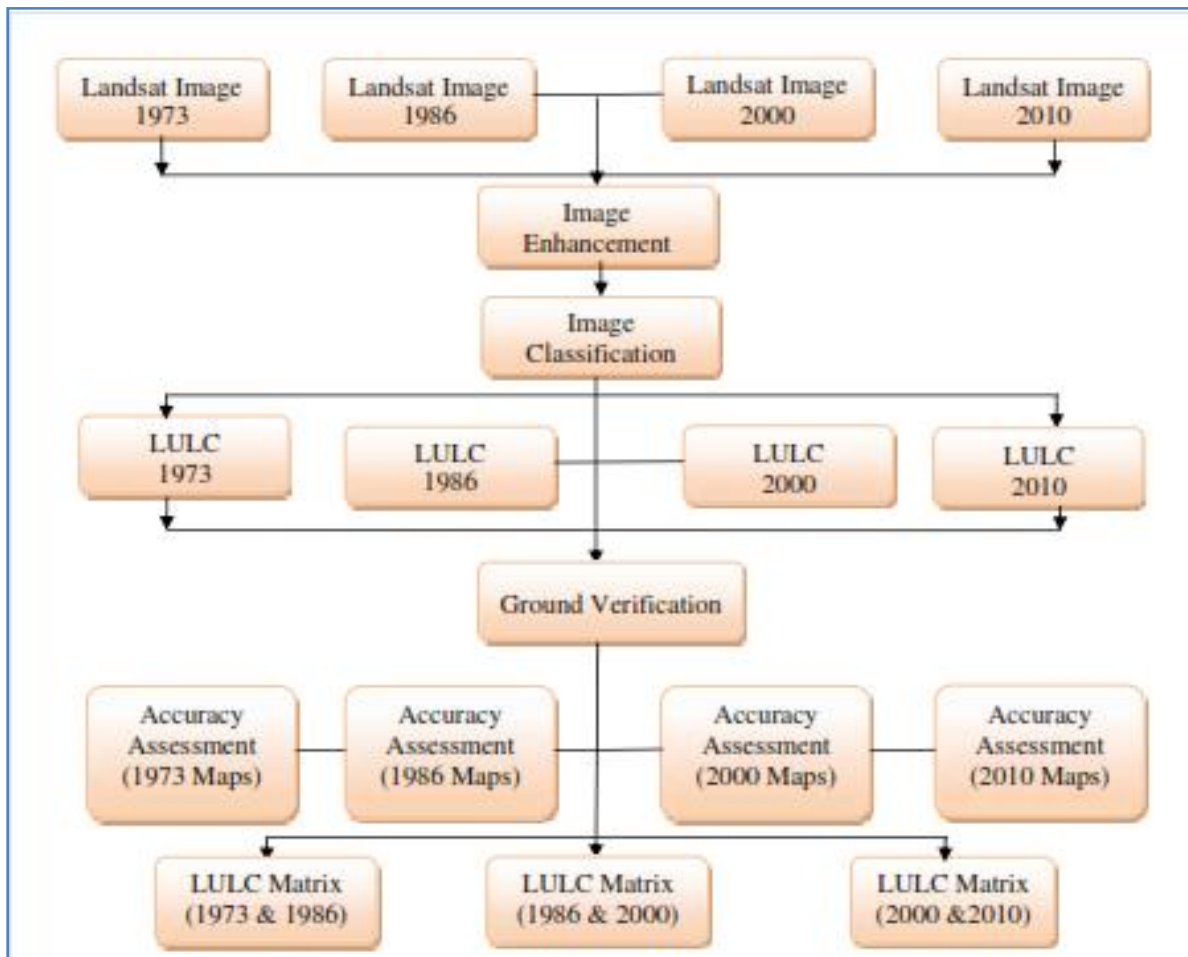 Landsat Image
1973
Landsat Image
1986
Landsat Image
2000
Landsat Image
2010
Image
Enhancement
Image
Classification
LULC
1973
LULC
1986
LULC
2000
LULC
2010
Ground Verification
Accuracy
Assessment
(1973 Maps)
Accuracy
Assessment
(1986 Maps)
Accuracy
Assessment
(2000 Maps)
Accuracy
Assessment
(2010 Maps)
LULC Matrix
(1973 & 1986)
LULC Matrix
(1986 & 2000)
LULC Matrix
(2000 &2010)